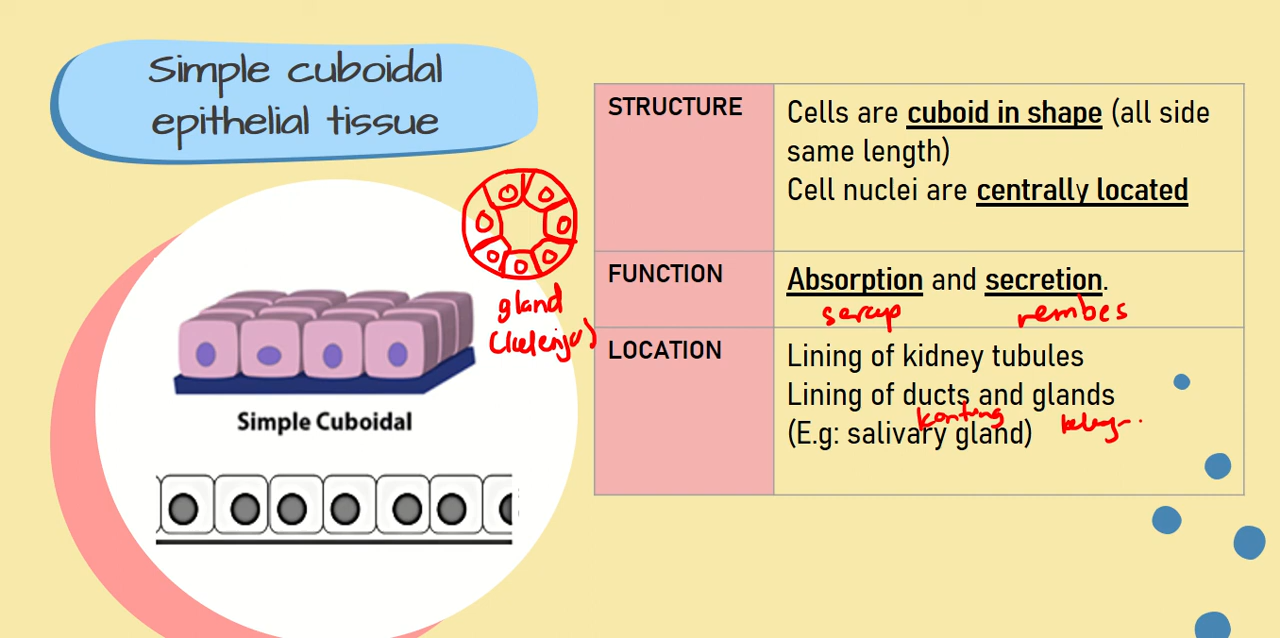 Simple cuboidal
epithelial tissue
STRUCTURE
Cells are cuboid in shape (all side
same length)
Cell nuclei are centrally located
FUNCTION
Absorption and secretion.
serap rembes
LOCATION
Lining of kidney tubules
Lining of ducts and glands
(E.g: salivary gland)
gland
(kelenjar)
Simple Cuboidal